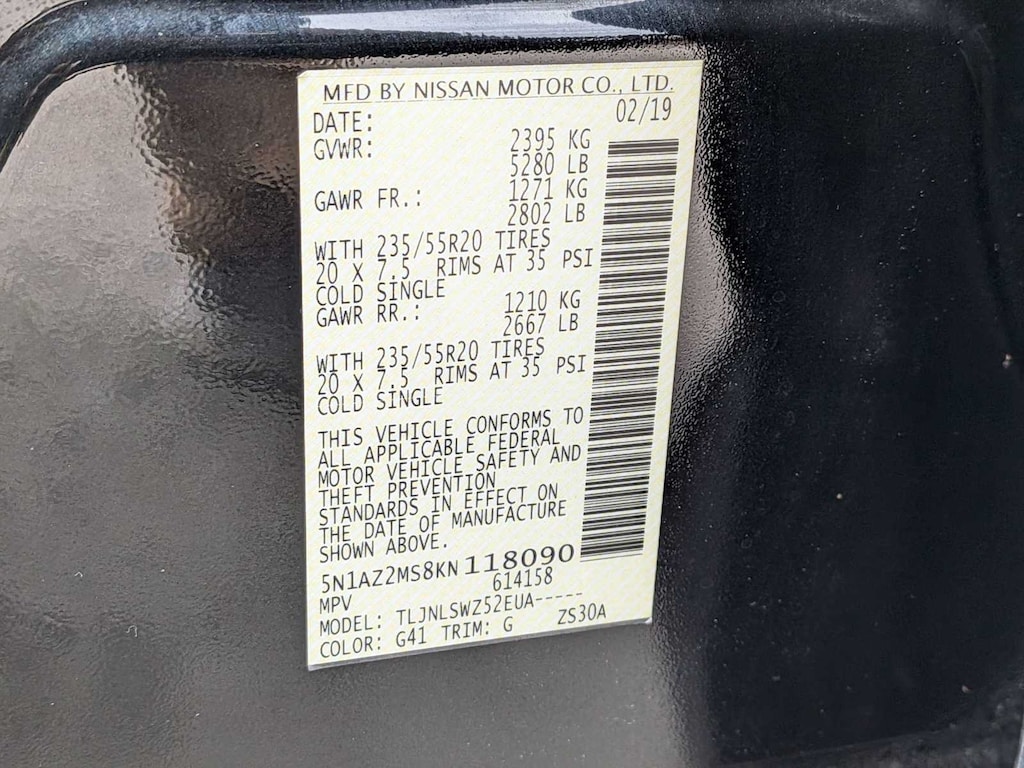 MFD BY NISSAN MOTOR CO., LTD.
DATE: 02/19
GVWR: 2395 KG
5280 LB
GAWR FR.: 1271 KG
2802 LB
WITH 235/55R20 TIRES
20 X 7.5 RIMS AT 35 PSI
COLD SINGLE
GAWR RR.: 1210 KG
2667 LB
WITH 235/55R20 TIRES
20 X 7.5 RIMS AT 35 PSI
COLD SINGLE
THIS VEHICLE CONFORMS TO
ALL APPLICABLE FEDERAL
MOTOR VEHICLE SAFETY AND
THEFT PREVENTION
STANDARDS IN EFFECT ON
THE DATE OF MANUFACTURE
SHOWN ABOVE.
5N1AZ2MS8KN118090
MPV 614158
MODEL: TLJNLSWZ52EUA-----
COLOR: G41 TRIM: G ZS30A